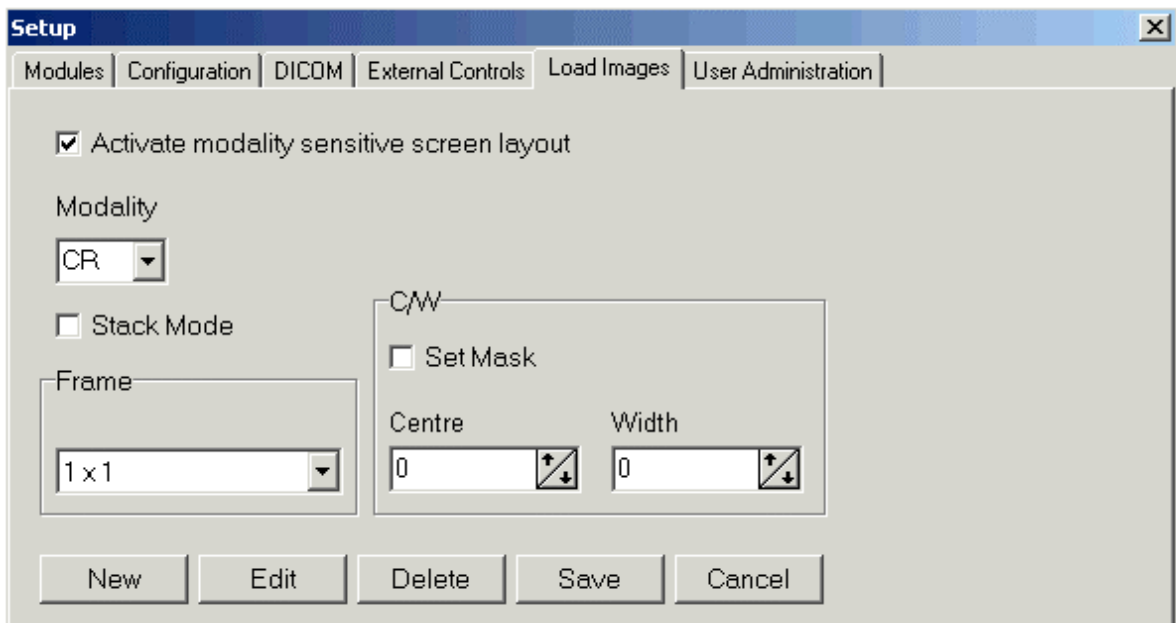 Setup
Modules Configuration DICOM External Controls Load Images User Administration
Activate modality sensitive screen layout
Modality
CR
Stack Mode
Frame
1 x 1
C/W
Set Mask
Centre Width
0 0
New Edit Delete Save Cancel